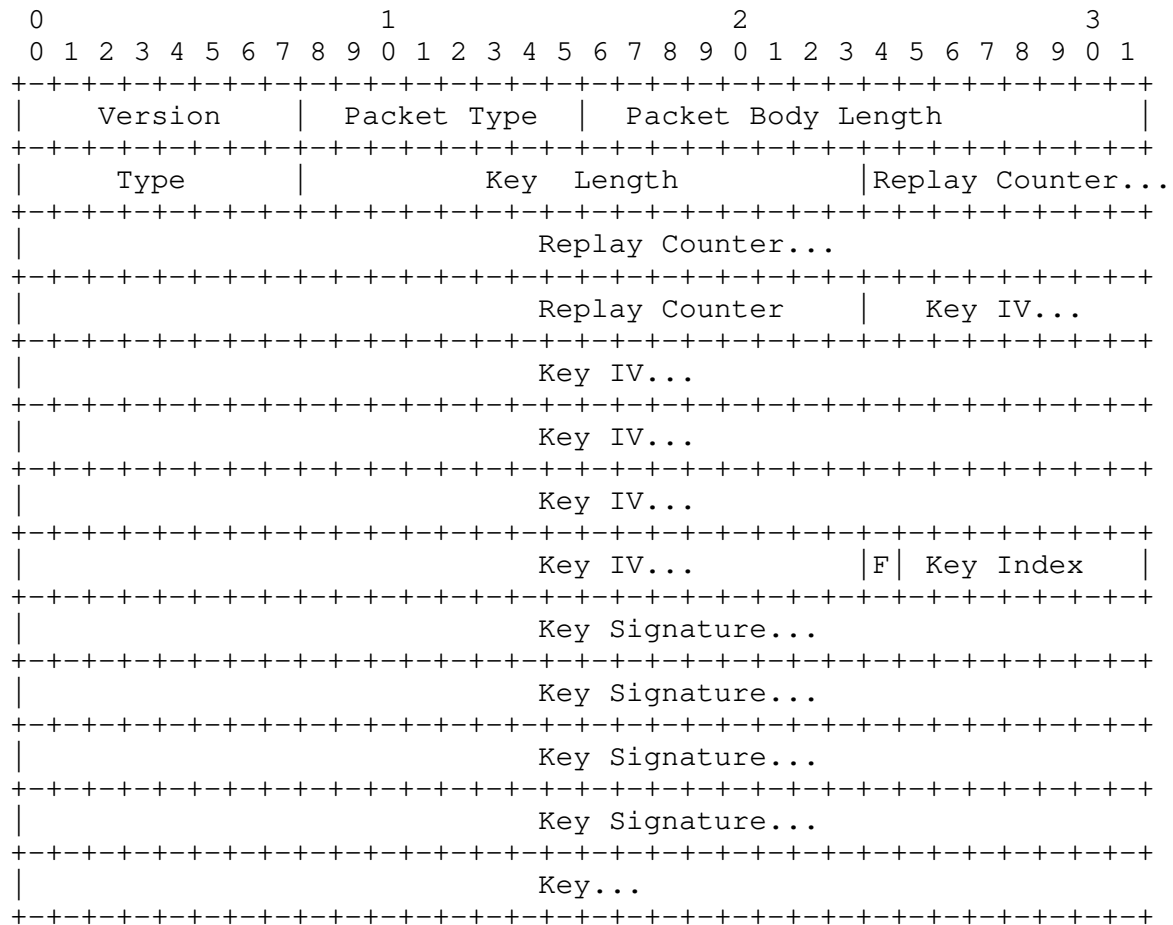 0 1 2 3
0 1 2 3 4 5 6 7 8 9 0 1 2 3 4 5 6 7 8 9 0 1 2 3 4 5 6 7 8 9 0 1
+-+-+-+-+-+-+-+-+-+-+-+-+-+-+-+-+-+-+-+-+-+-+-+-+-+-+-+-+-+-+-+-+
| Version | Packet Type | Packet Body Length |
+-+-+-+-+-+-+-+-+-+-+-+-+-+-+-+-+-+-+-+-+-+-+-+-+-+-+-+-+-+-+-+-+
| Type | Key Length |Replay Counter...
+-+-+-+-+-+-+-+-+-+-+-+-+-+-+-+-+-+-+-+-+-+-+-+-+-+-+-+-+-+-+-+-+
| Replay Counter...
+-+-+-+-+-+-+-+-+-+-+-+-+-+-+-+-+-+-+-+-+-+-+-+-+-+-+-+-+-+-+-+-+
| Replay Counter | Key IV...
+-+-+-+-+-+-+-+-+-+-+-+-+-+-+-+-+-+-+-+-+-+-+-+-+-+-+-+-+-+-+-+-+
| Key IV...
+-+-+-+-+-+-+-+-+-+-+-+-+-+-+-+-+-+-+-+-+-+-+-+-+-+-+-+-+-+-+-+-+
| Key IV...
+-+-+-+-+-+-+-+-+-+-+-+-+-+-+-+-+-+-+-+-+-+-+-+-+-+-+-+-+-+-+-+-+
| Key IV...
+-+-+-+-+-+-+-+-+-+-+-+-+-+-+-+-+-+-+-+-+-+-+-+-+-+-+-+-+-+-+-+-+
| Key IV... |F| Key Index |
+-+-+-+-+-+-+-+-+-+-+-+-+-+-+-+-+-+-+-+-+-+-+-+-+-+-+-+-+-+-+-+-+
| Key Signature...
+-+-+-+-+-+-+-+-+-+-+-+-+-+-+-+-+-+-+-+-+-+-+-+-+-+-+-+-+-+-+-+-+
| Key Signature...
+-+-+-+-+-+-+-+-+-+-+-+-+-+-+-+-+-+-+-+-+-+-+-+-+-+-+-+-+-+-+-+-+
| Key Signature...
+-+-+-+-+-+-+-+-+-+-+-+-+-+-+-+-+-+-+-+-+-+-+-+-+-+-+-+-+-+-+-+-+
| Key Signature...
+-+-+-+-+-+-+-+-+-+-+-+-+-+-+-+-+-+-+-+-+-+-+-+-+-+-+-+-+-+-+-+-+
| Key...
+-+-+-+-+-+-+-+-+-+-+-+-+-+-+-+-+-+-+-+-+-+-+-+-+-+-+-+-+-+-+-+-+